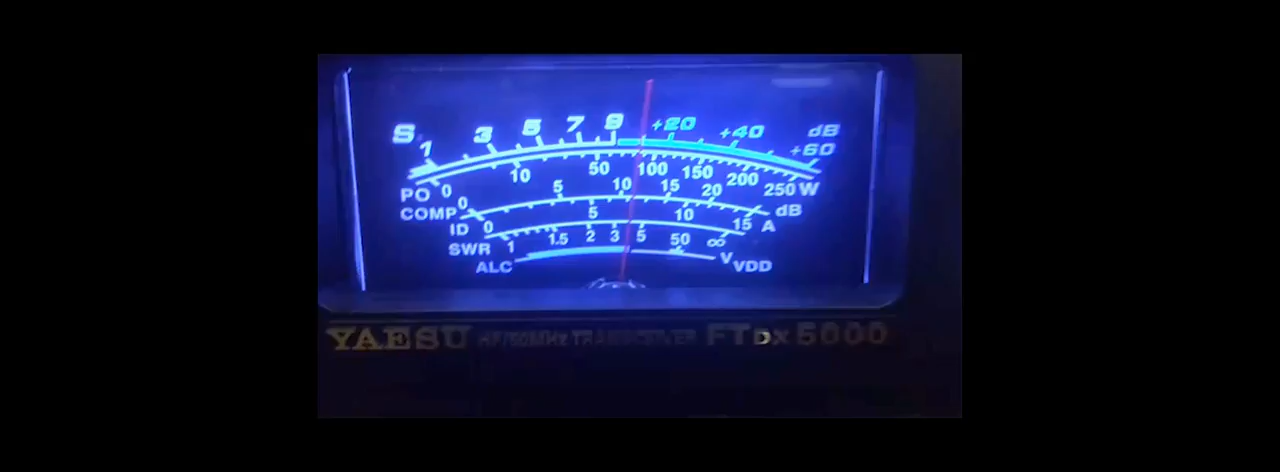 S 1 3 5 7 9 +20 +40 +60 dB
PO 0 10 50 100 150 200 250 W
COMP 0 5 10 15 20 dB
ID 0 5 10 15 A
SWR 1 1.5 2 3 5 50 ∞ V
ALC VDD
YAESU HF/50MHz TRANSCEIVER FTDX5000